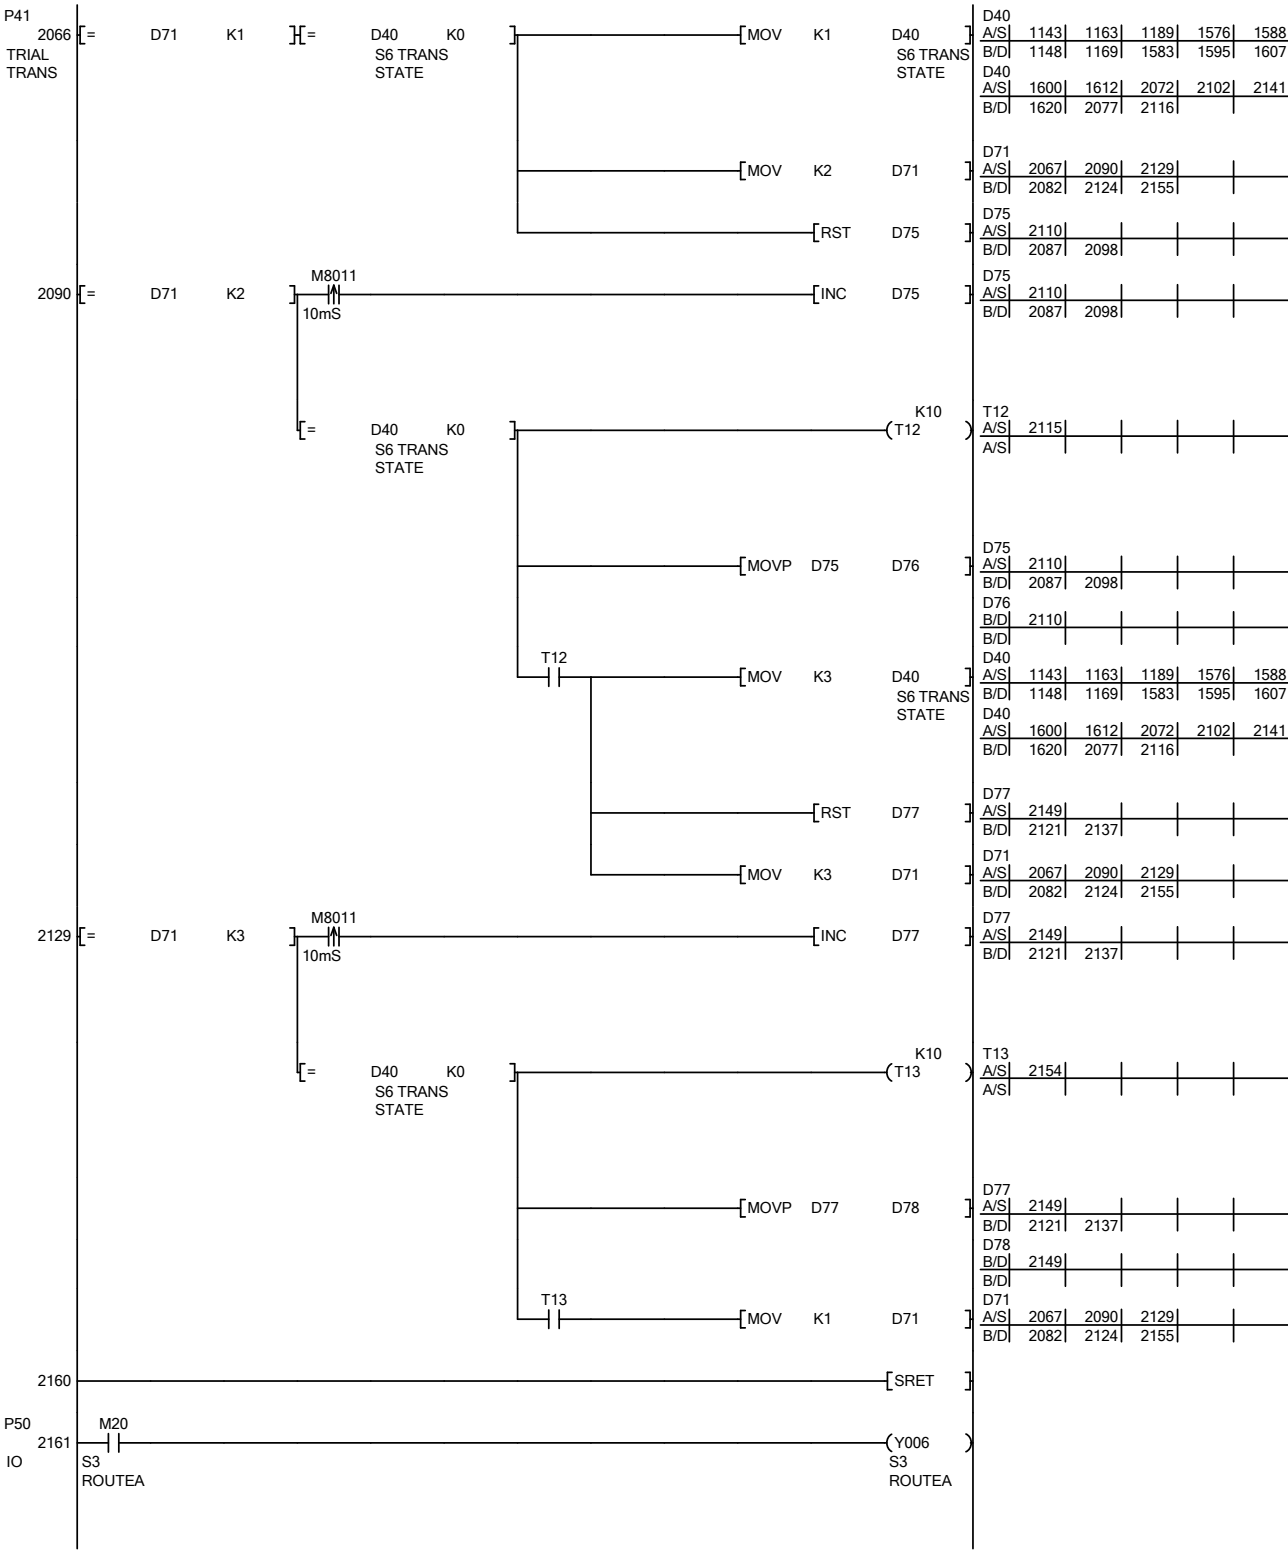 P41
2066 [= D71 K1 ][= D40 K0 ] [MOV K1 D40 ]
TRIAL S6 TRANS S6 TRANS
TRANS STATE STATE
D40
A/S 1143 1163 1189 1576 1588
B/D 1148 1169 1583 1595 1607
D40
A/S 1600 1612 2072 2102 2141
B/D 1620 2077 2116
[MOV K2 D71 ]
D71
A/S 2067 2090 2129
B/D 2082 2124 2155
[RST D75 ]
D75
A/S 2110
B/D 2087 2098
M8011
2090 [= D71 K2 ] [INC D75 ]
10mS
D75
A/S 2110
B/D 2087 2098
K10
[= D40 K0 ] (T12 )
S6 TRANS
STATE
T12
A/S 2115
A/S
[MOVP D75 D76 ]
D75
A/S 2110
B/D 2087 2098
D76
B/D 2110
B/D
T12
[MOV K3 D40 ]
S6 TRANS
STATE
D40
A/S 1143 1163 1189 1576 1588
B/D 1148 1169 1583 1595 1607
D40
A/S 1600 1612 2072 2102 2141
B/D 1620 2077 2116
[RST D77 ]
D77
A/S 2149
B/D 2121 2137
[MOV K3 D71 ]
D71
A/S 2067 2090 2129
B/D 2082 2124 2155
M8011
2129 [= D71 K3 ] [INC D77 ]
10mS
D77
A/S 2149
B/D 2121 2137
K10
[= D40 K0 ] (T13 )
S6 TRANS
STATE
T13
A/S 2154
A/S
[MOVP D77 D78 ]
D77
A/S 2149
B/D 2121 2137
D78
B/D 2149
B/D
T13
[MOV K1 D71 ]
D71
A/S 2067 2090 2129
B/D 2082 2124 2155
2160 [SRET ]
P50 M20
2161 (Y006 )
IO S3 S3
ROUTEA ROUTEA